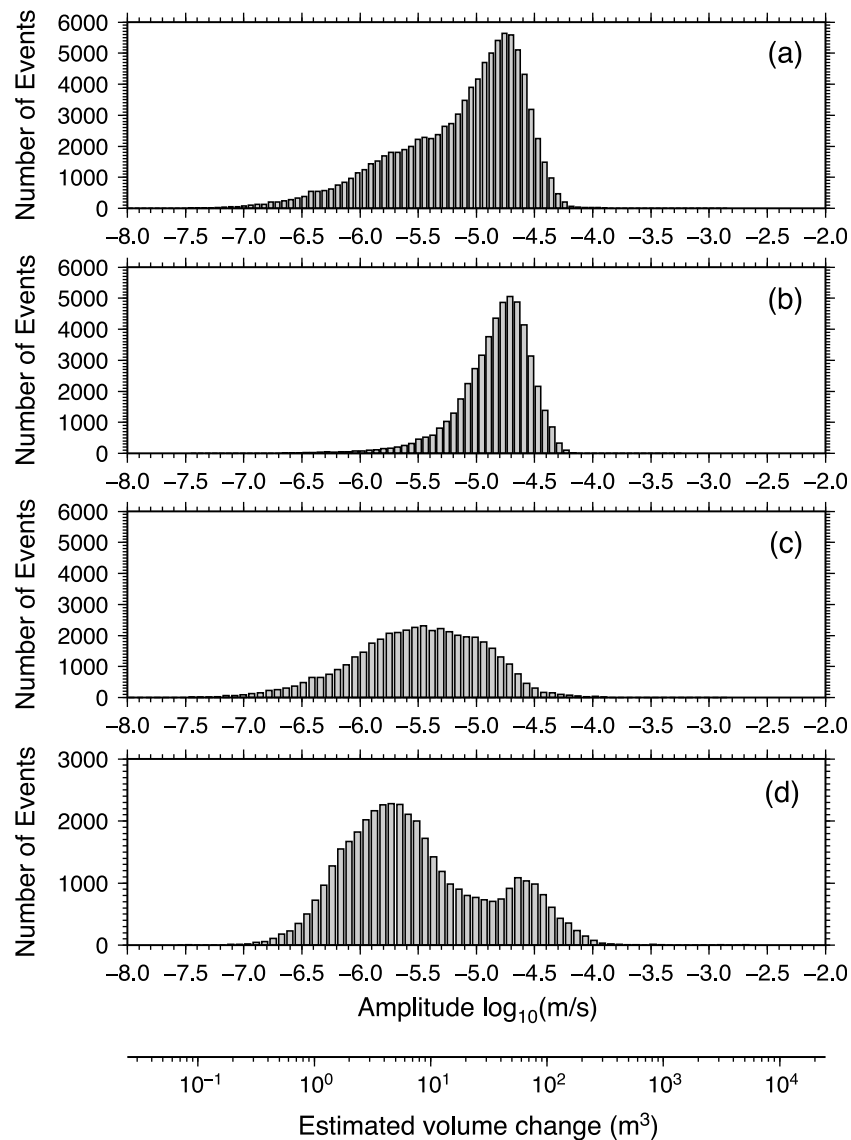 6000
5000
4000
3000
2000
1000
0
Number of Events
(a)
−8.0 −7.5 −7.0 −6.5 −6.0 −5.5 −5.0 −4.5 −4.0 −3.5 −3.0 −2.5 −2.0
6000
5000
4000
3000
2000
1000
0
Number of Events
(b)
−8.0 −7.5 −7.0 −6.5 −6.0 −5.5 −5.0 −4.5 −4.0 −3.5 −3.0 −2.5 −2.0
6000
5000
4000
3000
2000
1000
0
Number of Events
(c)
−8.0 −7.5 −7.0 −6.5 −6.0 −5.5 −5.0 −4.5 −4.0 −3.5 −3.0 −2.5 −2.0
3000
2000
1000
0
Number of Events
(d)
−8.0 −7.5 −7.0 −6.5 −6.0 −5.5 −5.0 −4.5 −4.0 −3.5 −3.0 −2.5 −2.0
Amplitude log₁₀(m/s)
10⁻¹ 10⁰ 10¹ 10² 10³ 10⁴
Estimated volume change (m³)